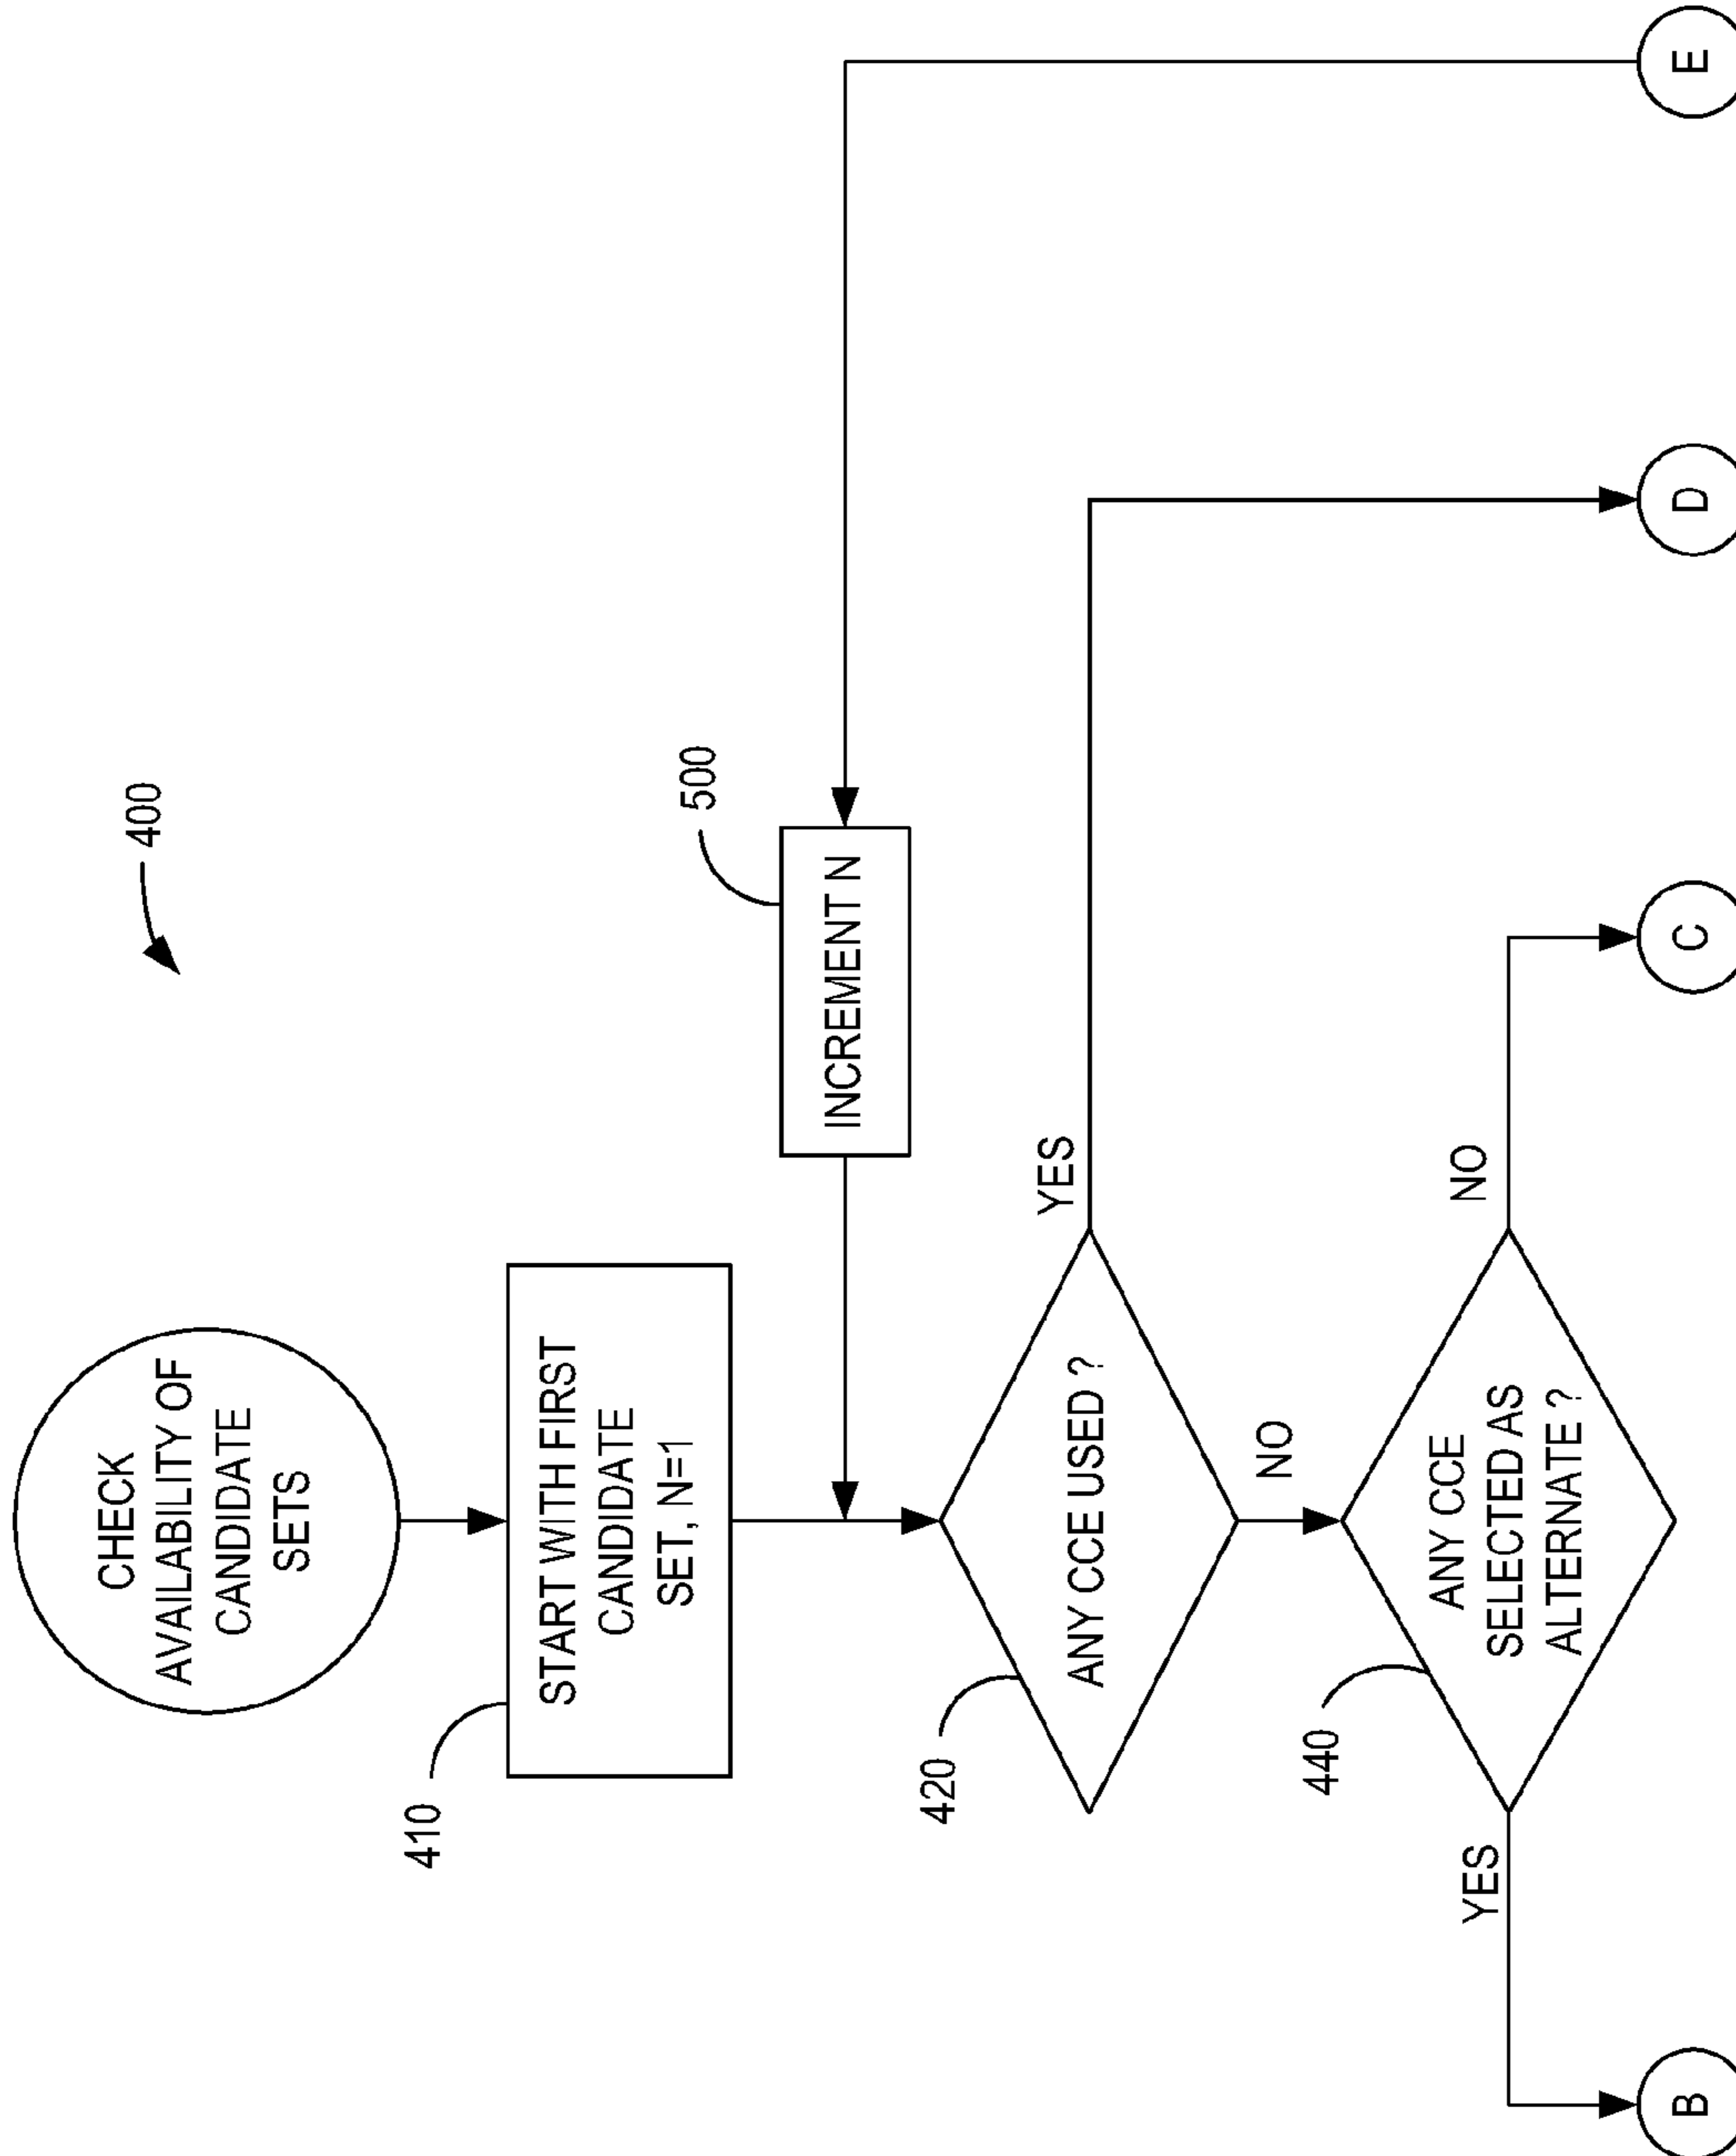 400
CHECK
AVAILABILITY OF
CANDIDATE
SETS
410
START WITH FIRST
CANDIDATE
SET, N=1
500
INCREMENT N
420
ANY CCE USED ?
YES
NO
440
ANY CCE
SELECTED AS
ALTERNATE ?
YES
NO
B
C
D
E